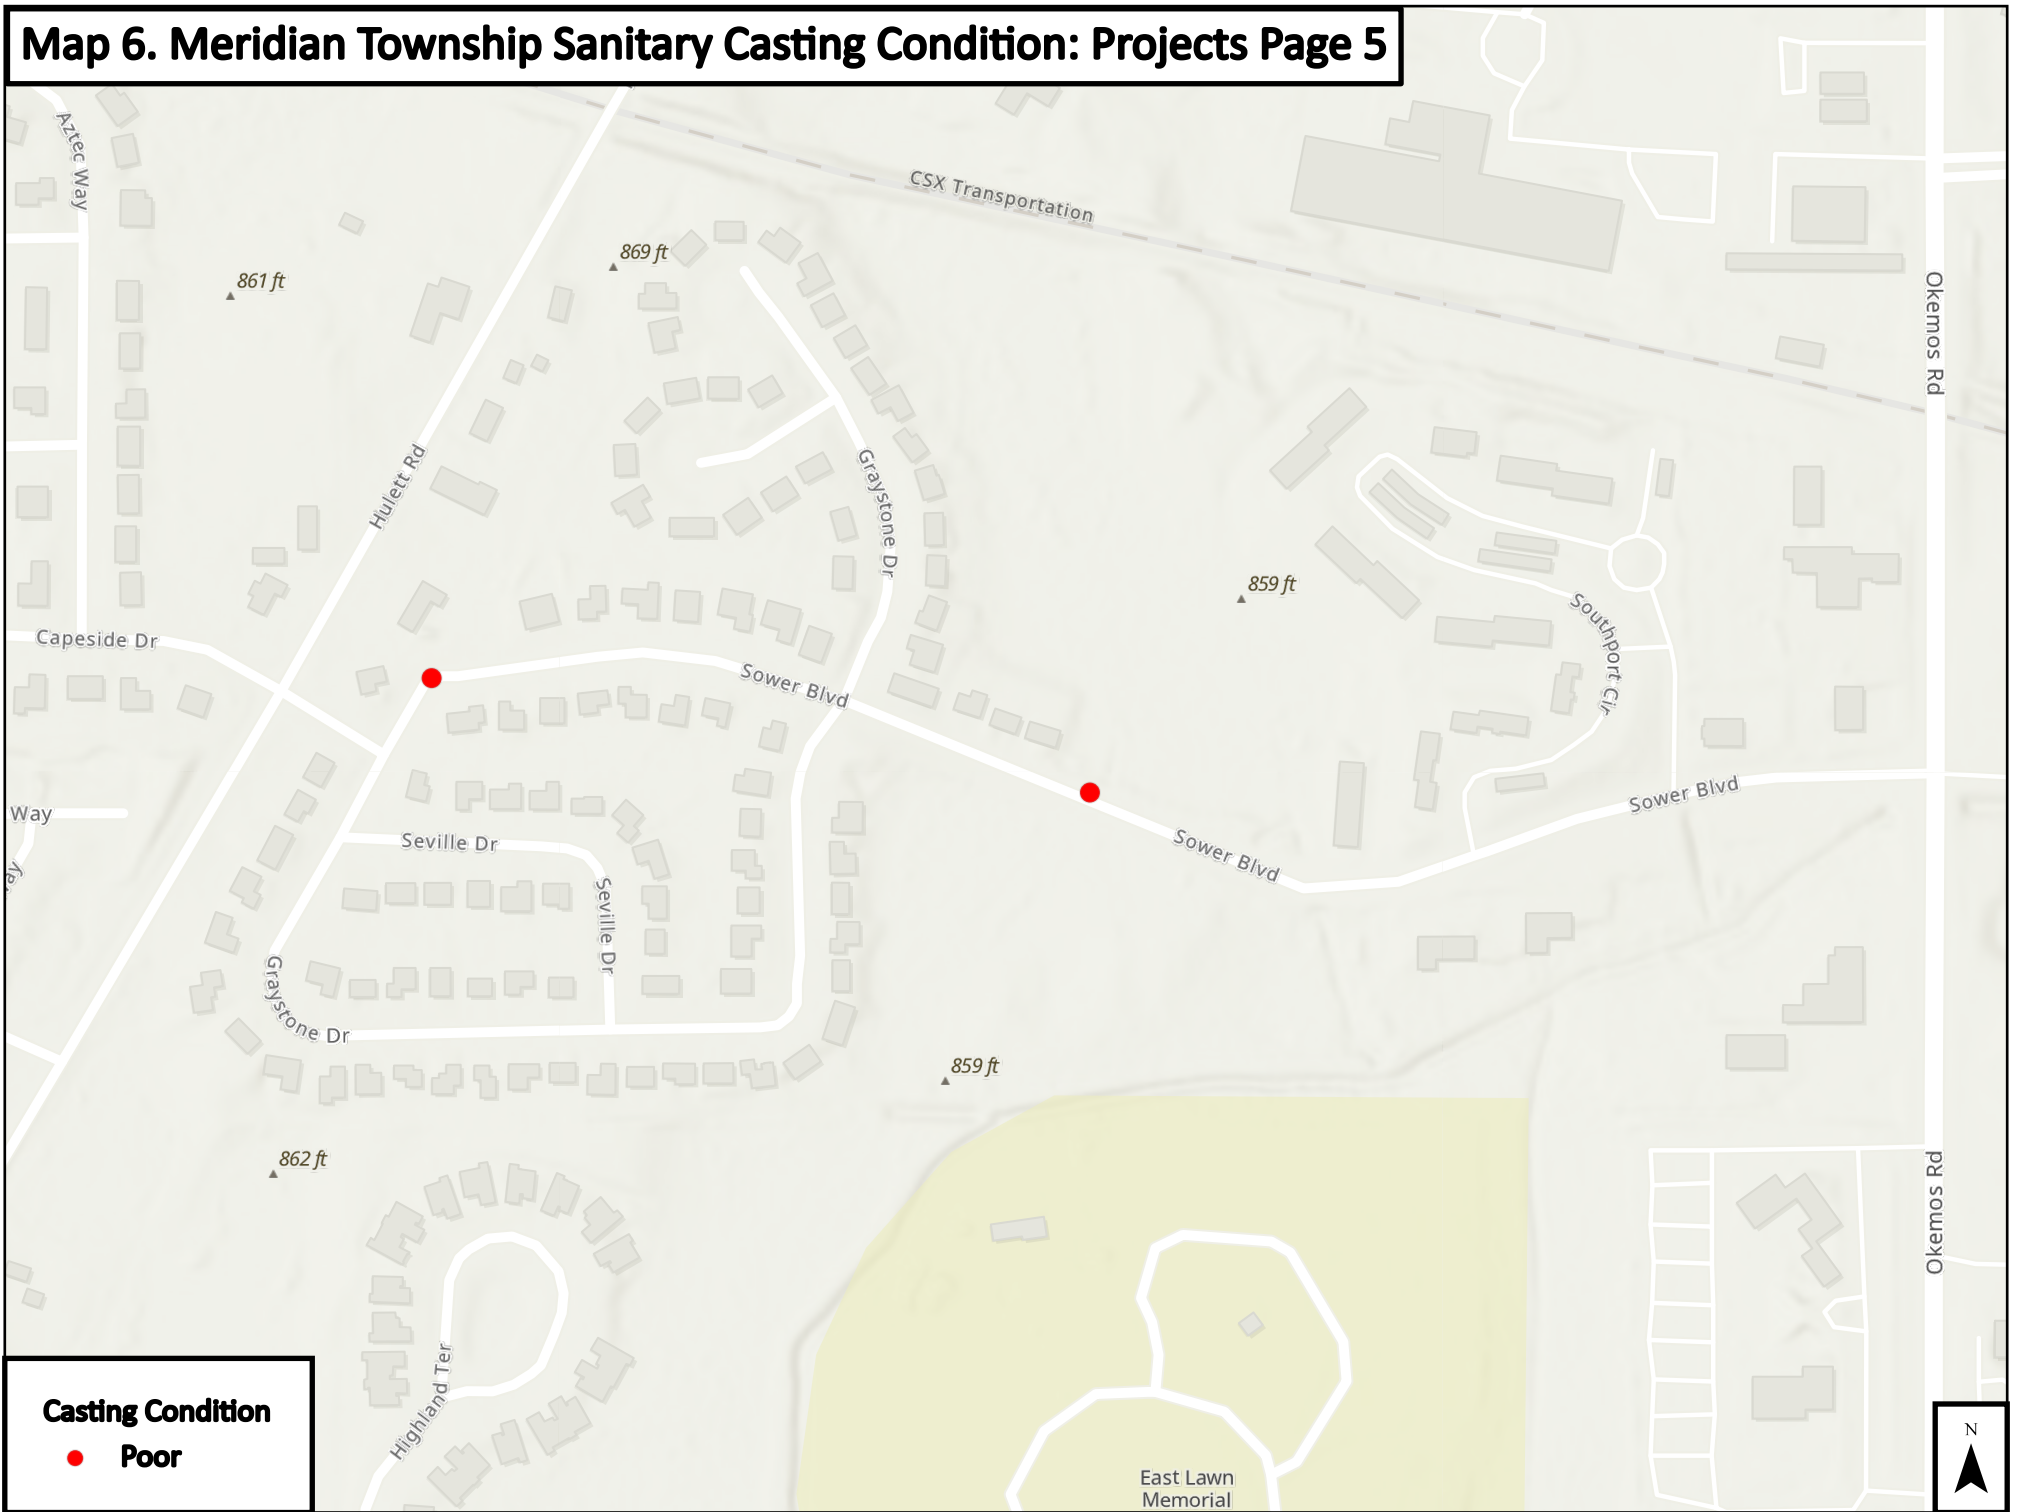 Map 6. Meridian Township Sanitary Casting Condition: Projects Page 5
Aztec Way
CSX Transportation
869 ft
861 ft
Okemos Rd
Hulett Rd
Graystone Dr
859 ft
Southport Cir
Capeside Dr
Sower Blvd
Sower Blvd
Way
Seville Dr
Sower Blvd
Seville Dr
Graystone Dr
859 ft
862 ft
Okemos Rd
Highland Ter
East Lawn
Memorial
Casting Condition
Poor
N